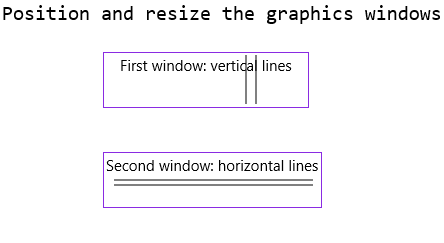 Position and resize the graphics windows
First window: vertical lines
Second window: horizontal lines